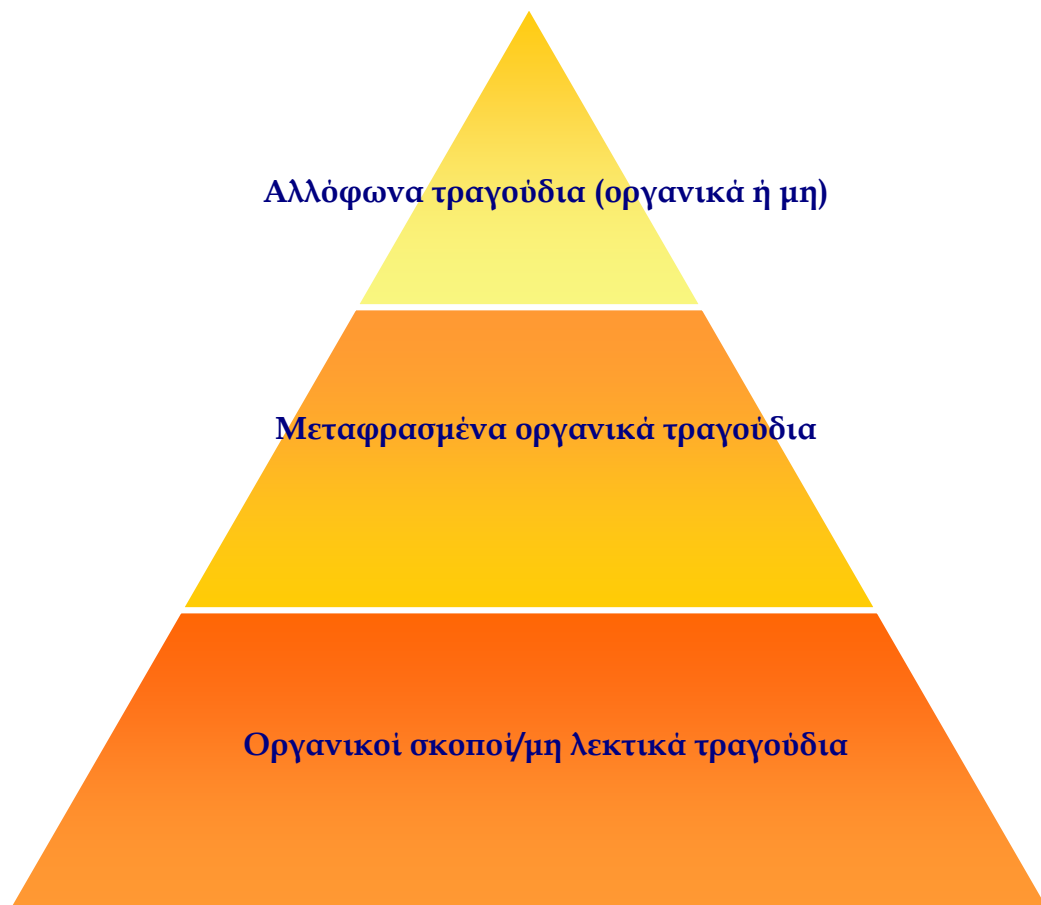 Αλλόφωνα τραγούδια (οργανικά ή μη)
Μεταφρασμένα οργανικά τραγούδια
Οργανικοί σκοποί/μη λεκτικά τραγούδια